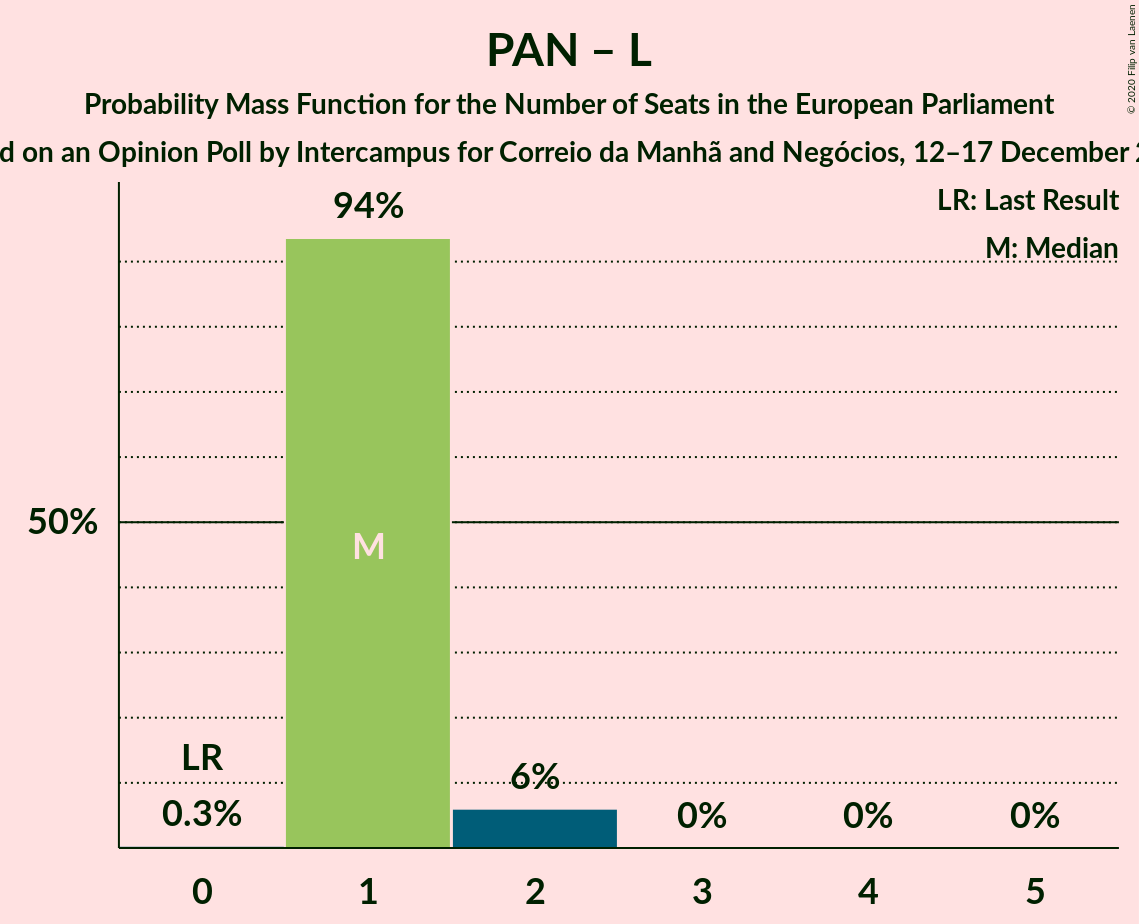 PAN – L
Probability Mass Function for the Number of Seats in the European Parliament
d on an Opinion Poll by Intercampus for Correio da Manhã and Negócios, 12–17 December
© 2020 Filip van Laenen
LR: Last Result
M: Median
94%
50%
M
LR
0.3%
6%
0%
0%
0%
0
1
2
3
4
5